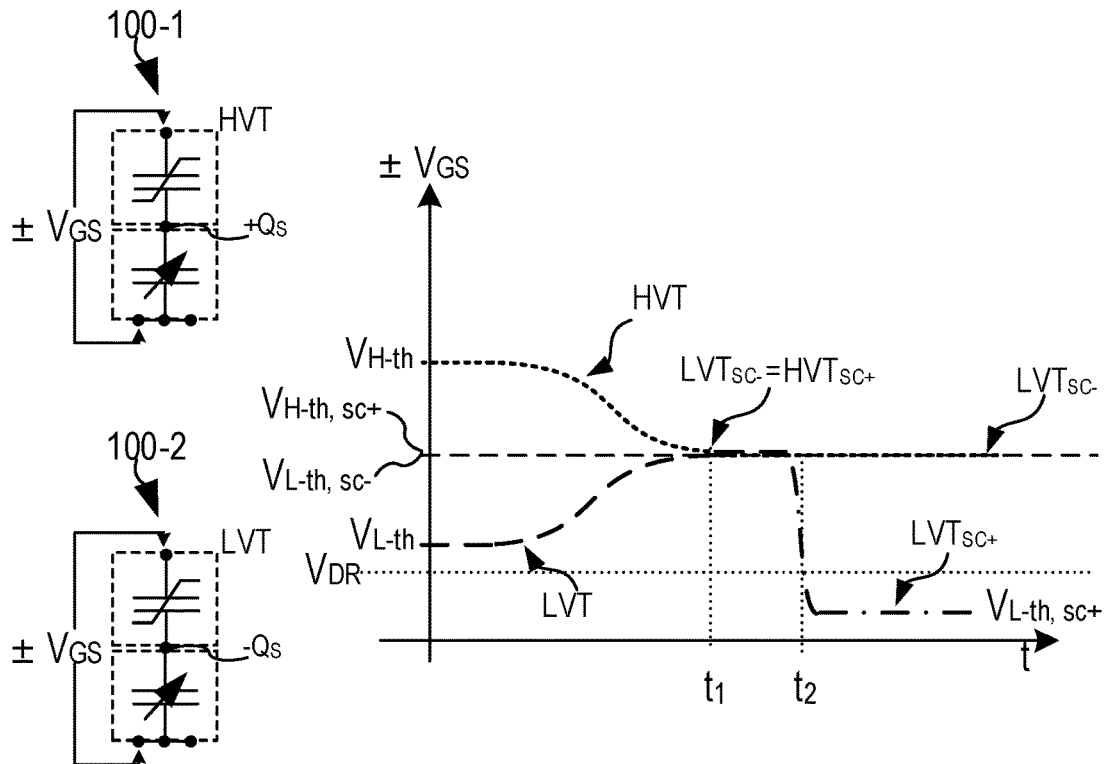 100-1
HVT
± VGS
+QS
100-2
LVT
± VGS
-QS
± VGS
HVT
VH-th
LVTSC-=HVTSC+
LVTSC-
VH-th, sc+
VL-th, sc-
VL-th
VDR
LVT
LVTSC+
VL-th, sc+
t
t1
t2